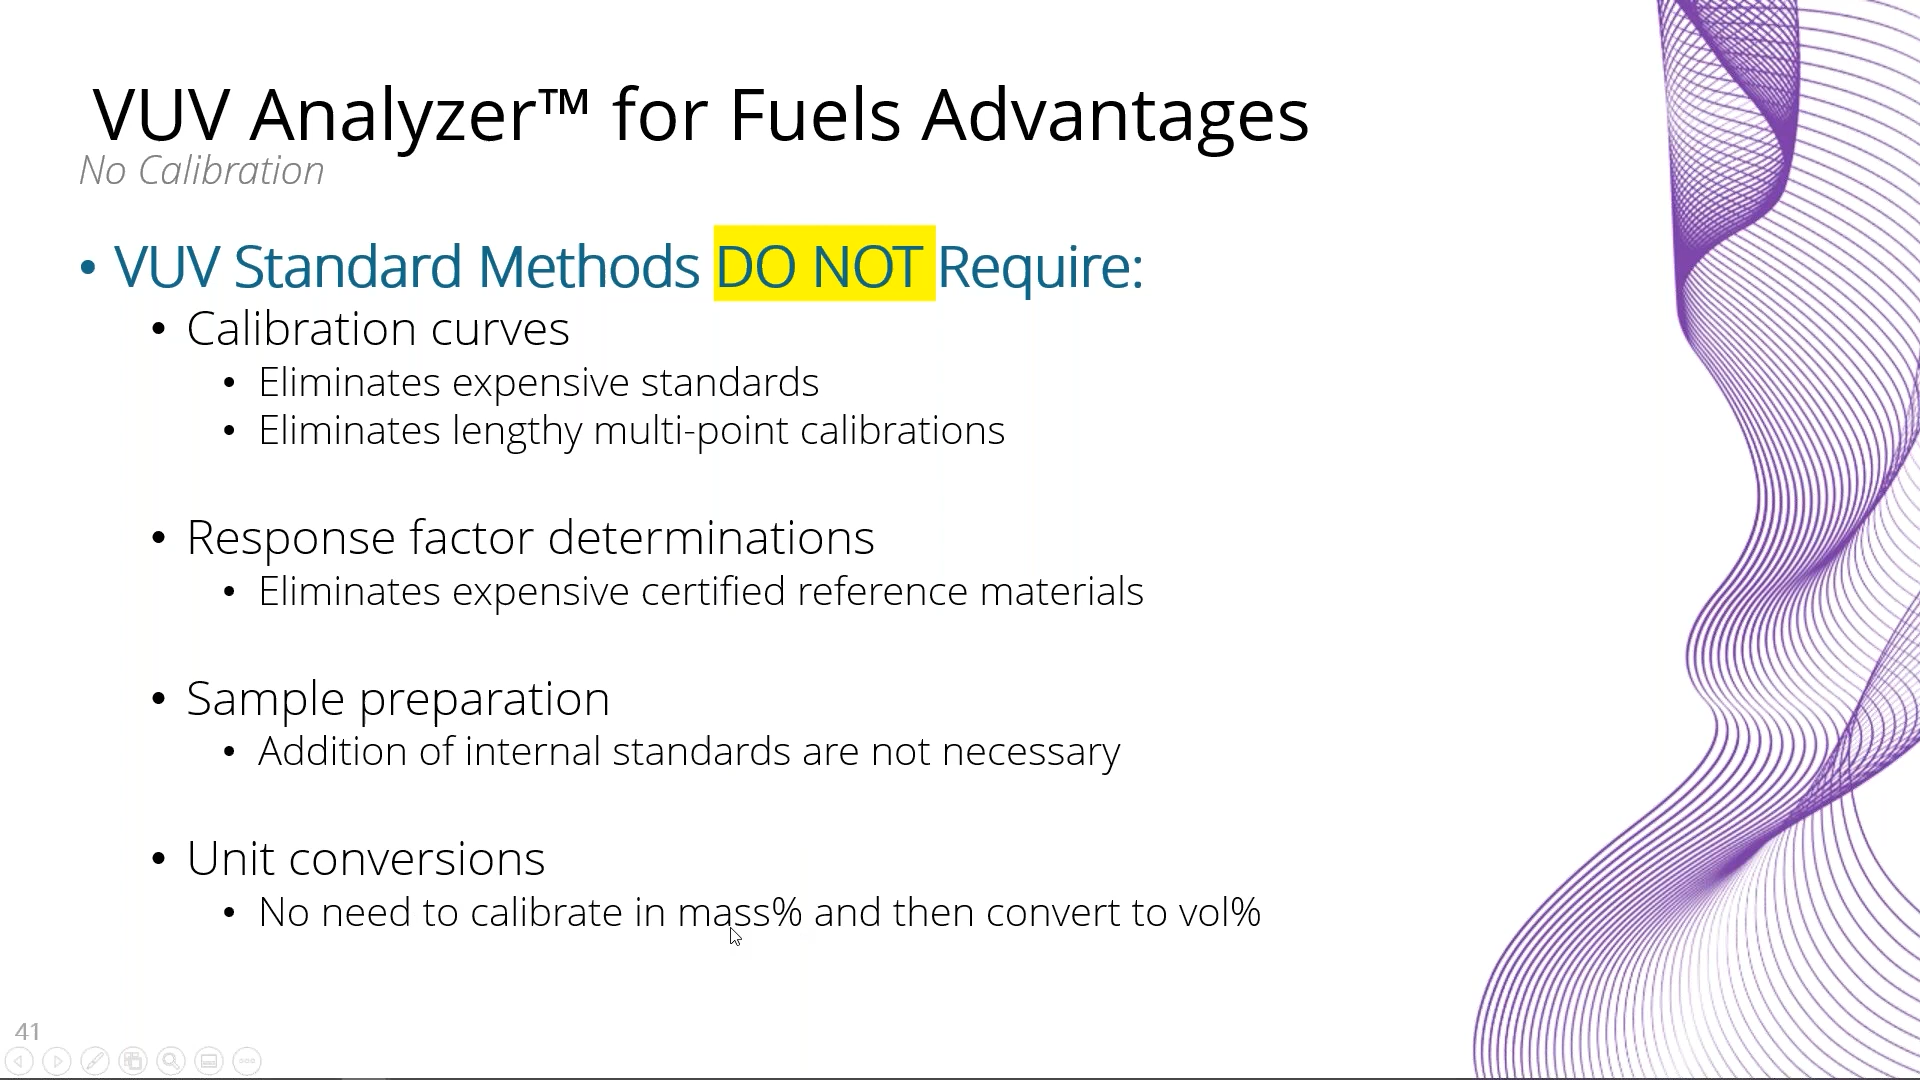 VUV Analyzer™ for Fuels Advantages
No Calibration
• VUV Standard Methods DO NOT Require:
• Calibration curves
• Eliminates expensive standards
• Eliminates lengthy multi-point calibrations
• Response factor determinations
• Eliminates expensive certified reference materials
• Sample preparation
• Addition of internal standards are not necessary
• Unit conversions
• No need to calibrate in mass% and then convert to vol%
41